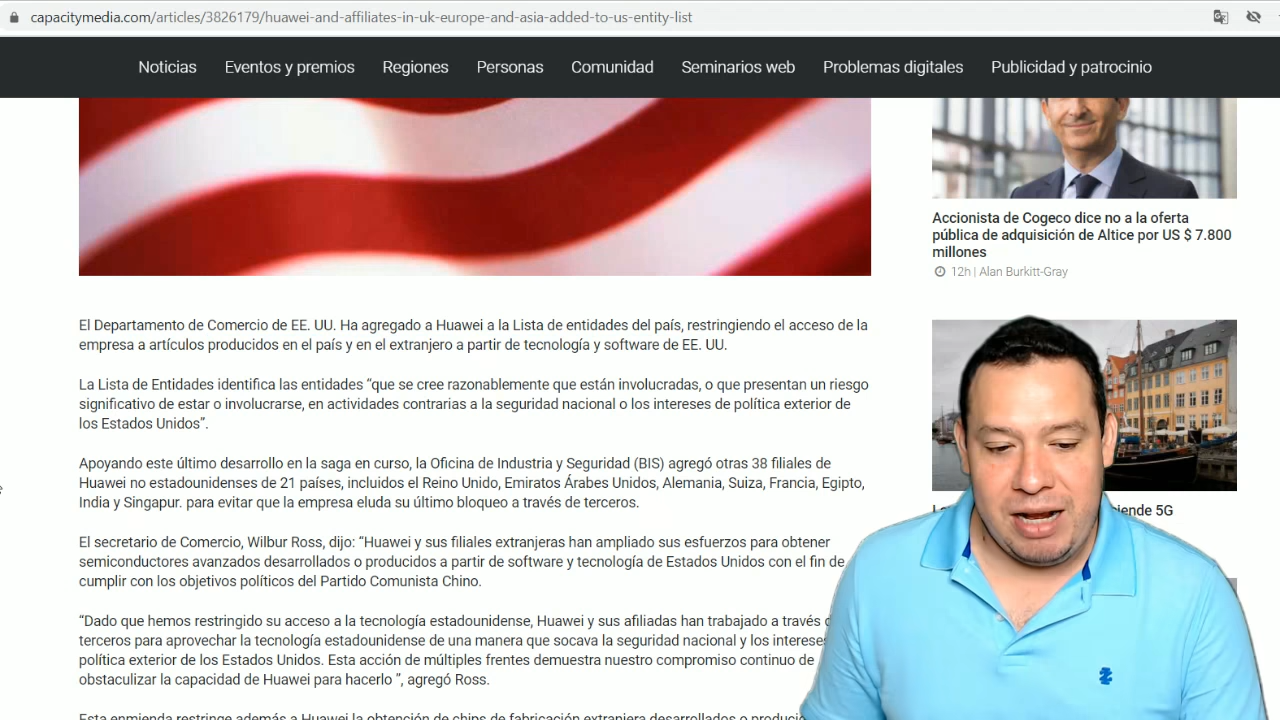 capacitymedia.com/articles/3826179/huawei-and-affiliates-in-uk-europe-and-asia-added-to-us-entity-list
Noticias Eventos y premios Regiones Personas Comunidad Seminarios web Problemas digitales Publicidad y patrocinio
El Departamento de Comercio de EE. UU. Ha agregado a Huawei a la Lista de entidades del país, restringiendo el acceso de la
empresa a artículos producidos en el país y en el extranjero a partir de tecnología y software de EE. UU.
La Lista de Entidades identifica las entidades “que se cree razonablemente que están involucradas, o que presentan un riesgo
significativo de estar o involucrarse, en actividades contrarias a la seguridad nacional o los intereses de política exterior de
los Estados Unidos”.
Apoyando este último desarrollo en la saga en curso, la Oficina de Industria y Seguridad (BIS) agregó otras 38 filiales de
Huawei no estadounidenses de 21 países, incluidos el Reino Unido, Emiratos Árabes Unidos, Alemania, Suiza, Francia, Egipto,
India y Singapur. para evitar que la empresa eluda su último bloqueo a través de terceros.
El secretario de Comercio, Wilbur Ross, dijo: “Huawei y sus filiales extranjeras han ampliado sus esfuerzos para obtener
semiconductores avanzados desarrollados o producidos a partir de software y tecnología de Estados Unidos con el fin de
cumplir con los objetivos políticos del Partido Comunista Chino.
“Dado que hemos restringido su acceso a la tecnología estadounidense, Huawei y sus afiliadas han trabajado a través
terceros para aprovechar la tecnología estadounidense de una manera que socava la seguridad nacional y los intereses
política exterior de los Estados Unidos. Esta acción de múltiples frentes demuestra nuestro compromiso continuo de
obstaculizar la capacidad de Huawei para hacerlo ”, agregó Ross.
Esta enmienda restringe además a Huawei la obtención de chips de fabricación extranjera desarrollados o
Accionista de Cogeco dice no a la oferta
pública de adquisición de Altice por US $ 7.800
millones
12h | Alan Burkitt-Gray
5G